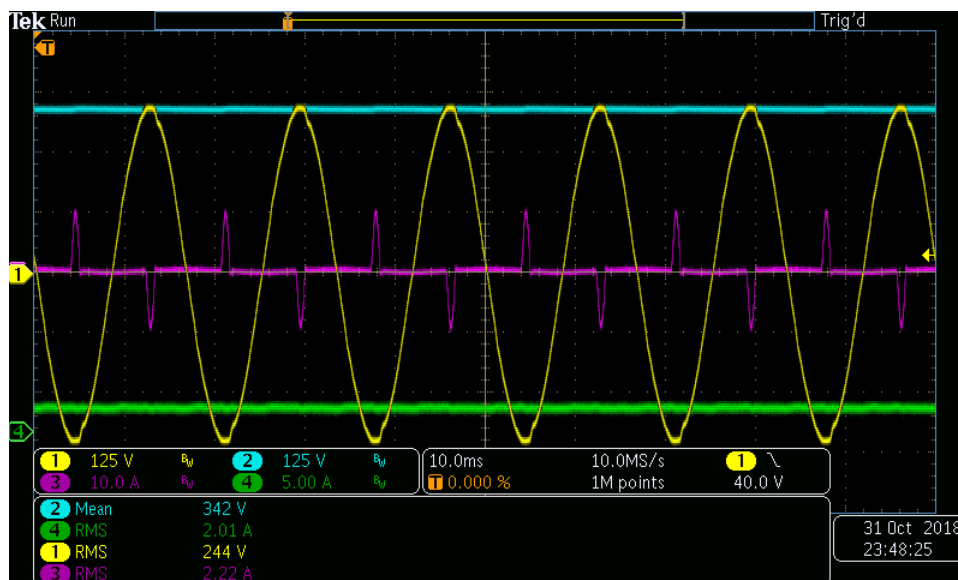 Tek Run Trig'd
T
T
1
4
1 125 V BW 2 125 V BW
3 10.0 A BW 4 5.00 A BW
10.0ms 10.0MS/s 1 \
T 0.000 % 1M points 40.0 V
2 Mean 342 V
4 RMS 2.01 A
1 RMS 244 V
3 RMS 2.22 A
31 Oct 2018
23:48:25